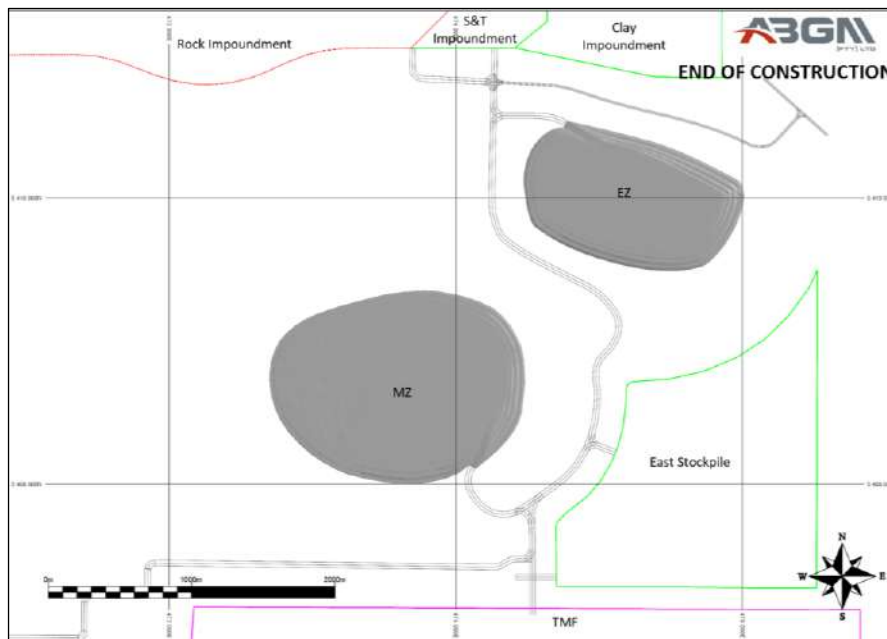 Rock Impoundment
S&T
Impoundment
Clay
Impoundment
ABGM
END OF CONSTRUCTION
EZ
MZ
East Stockpile
0m
1000m
2000m
N
W
E
S
TMF